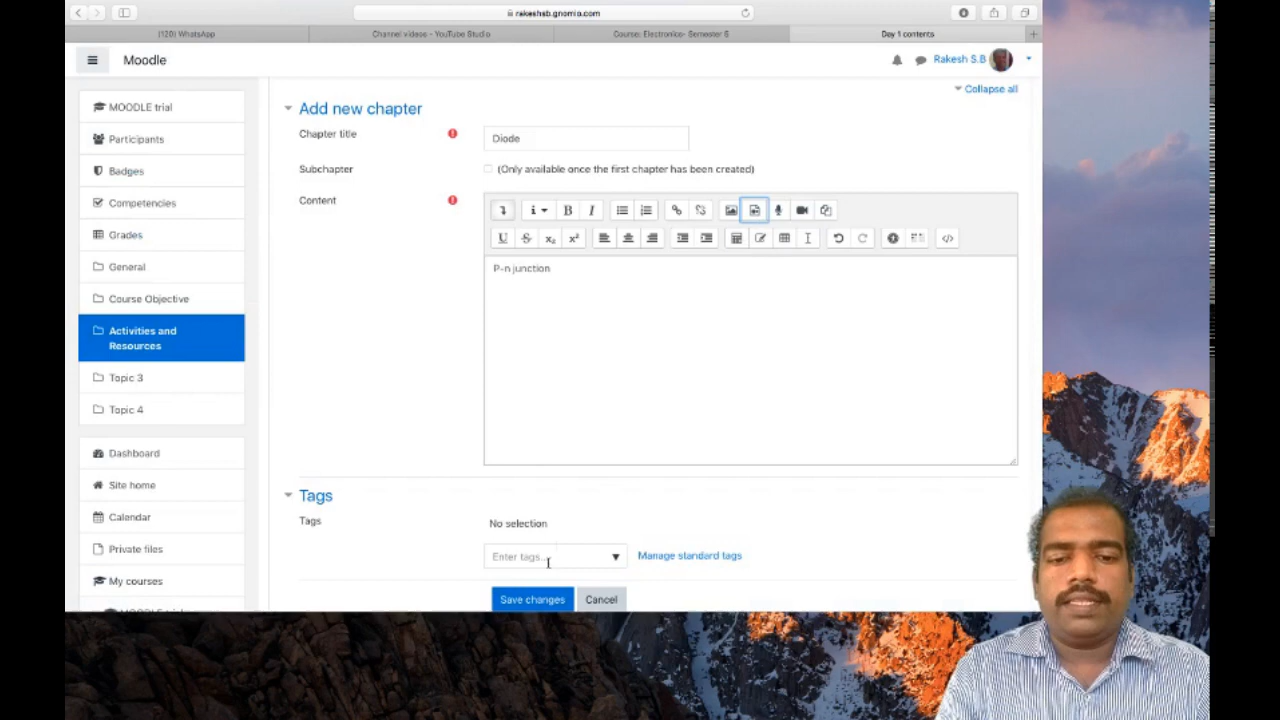 rakeshsb.gnomio.com
(120) WhatsApp
Channel videos - YouTube Studio
Course: Electronics- Semester 6
Day 1 contents
Moodle
Rakesh S.B
Collapse all
MOODLE trial
Participants
Badges
Competencies
Grades
General
Course Objective
Activities and
Resources
Topic 3
Topic 4
Dashboard
Site home
Calendar
Private files
My courses
Add new chapter
Chapter title
Diode
Subchapter
(Only available once the first chapter has been created)
Content
P-n junction
Tags
Tags
No selection
Enter tags...
Manage standard tags
Save changes
Cancel